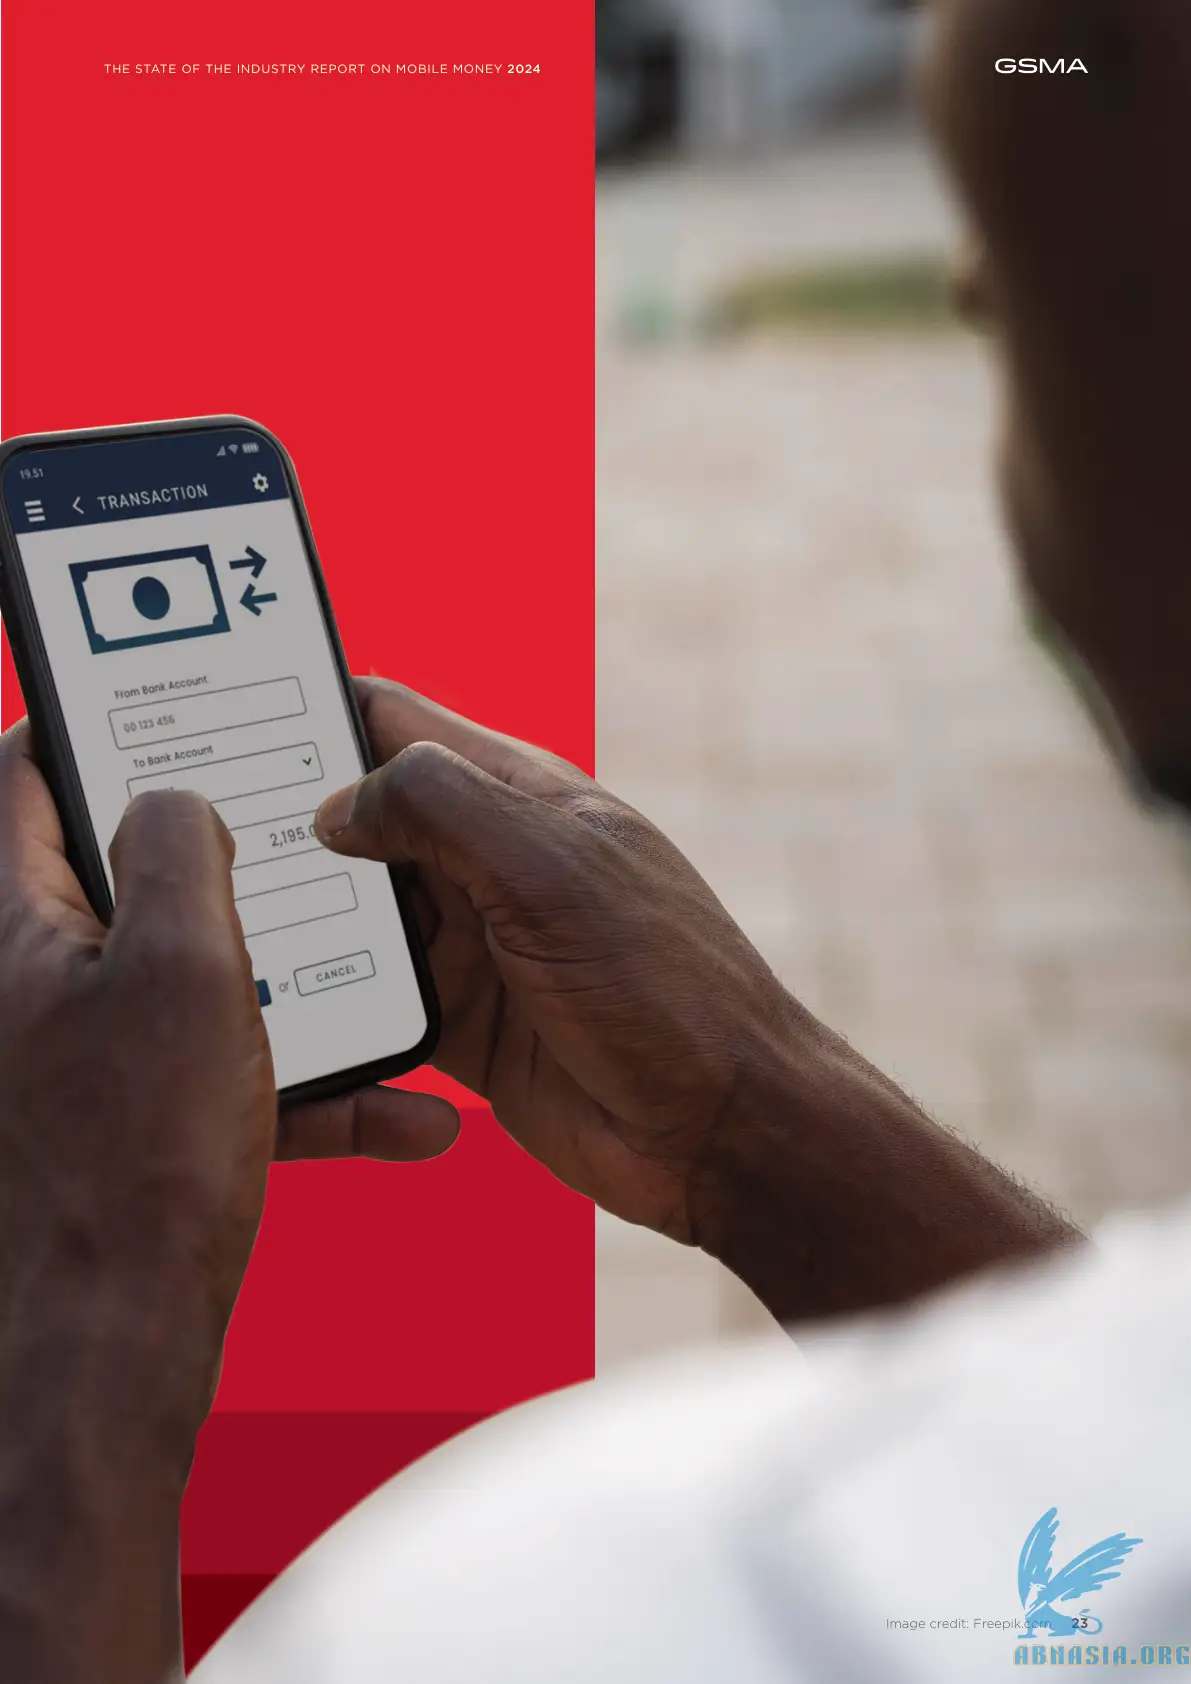 THE STATE OF THE INDUSTRY REPORT ON MOBILE MONEY 2024
GSMA
19.51
TRANSACTION
From Bank Account
00 123 456
To Bank Account
2,195.0
or CANCEL
Image credit: Freepik.com 23
ABNASIA.ORG